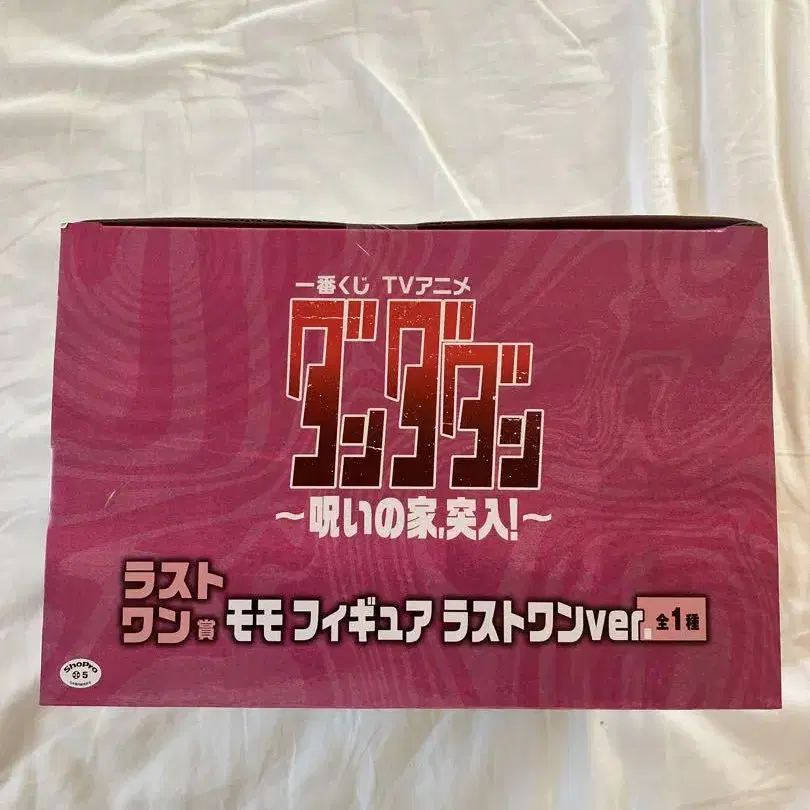 一番くじ TVアニメ
ダンダダン
～呪いの家、突入!～
ラスト
ワン賞
モモ フィギュア ラストワンver.
全1種
ShoPro
5